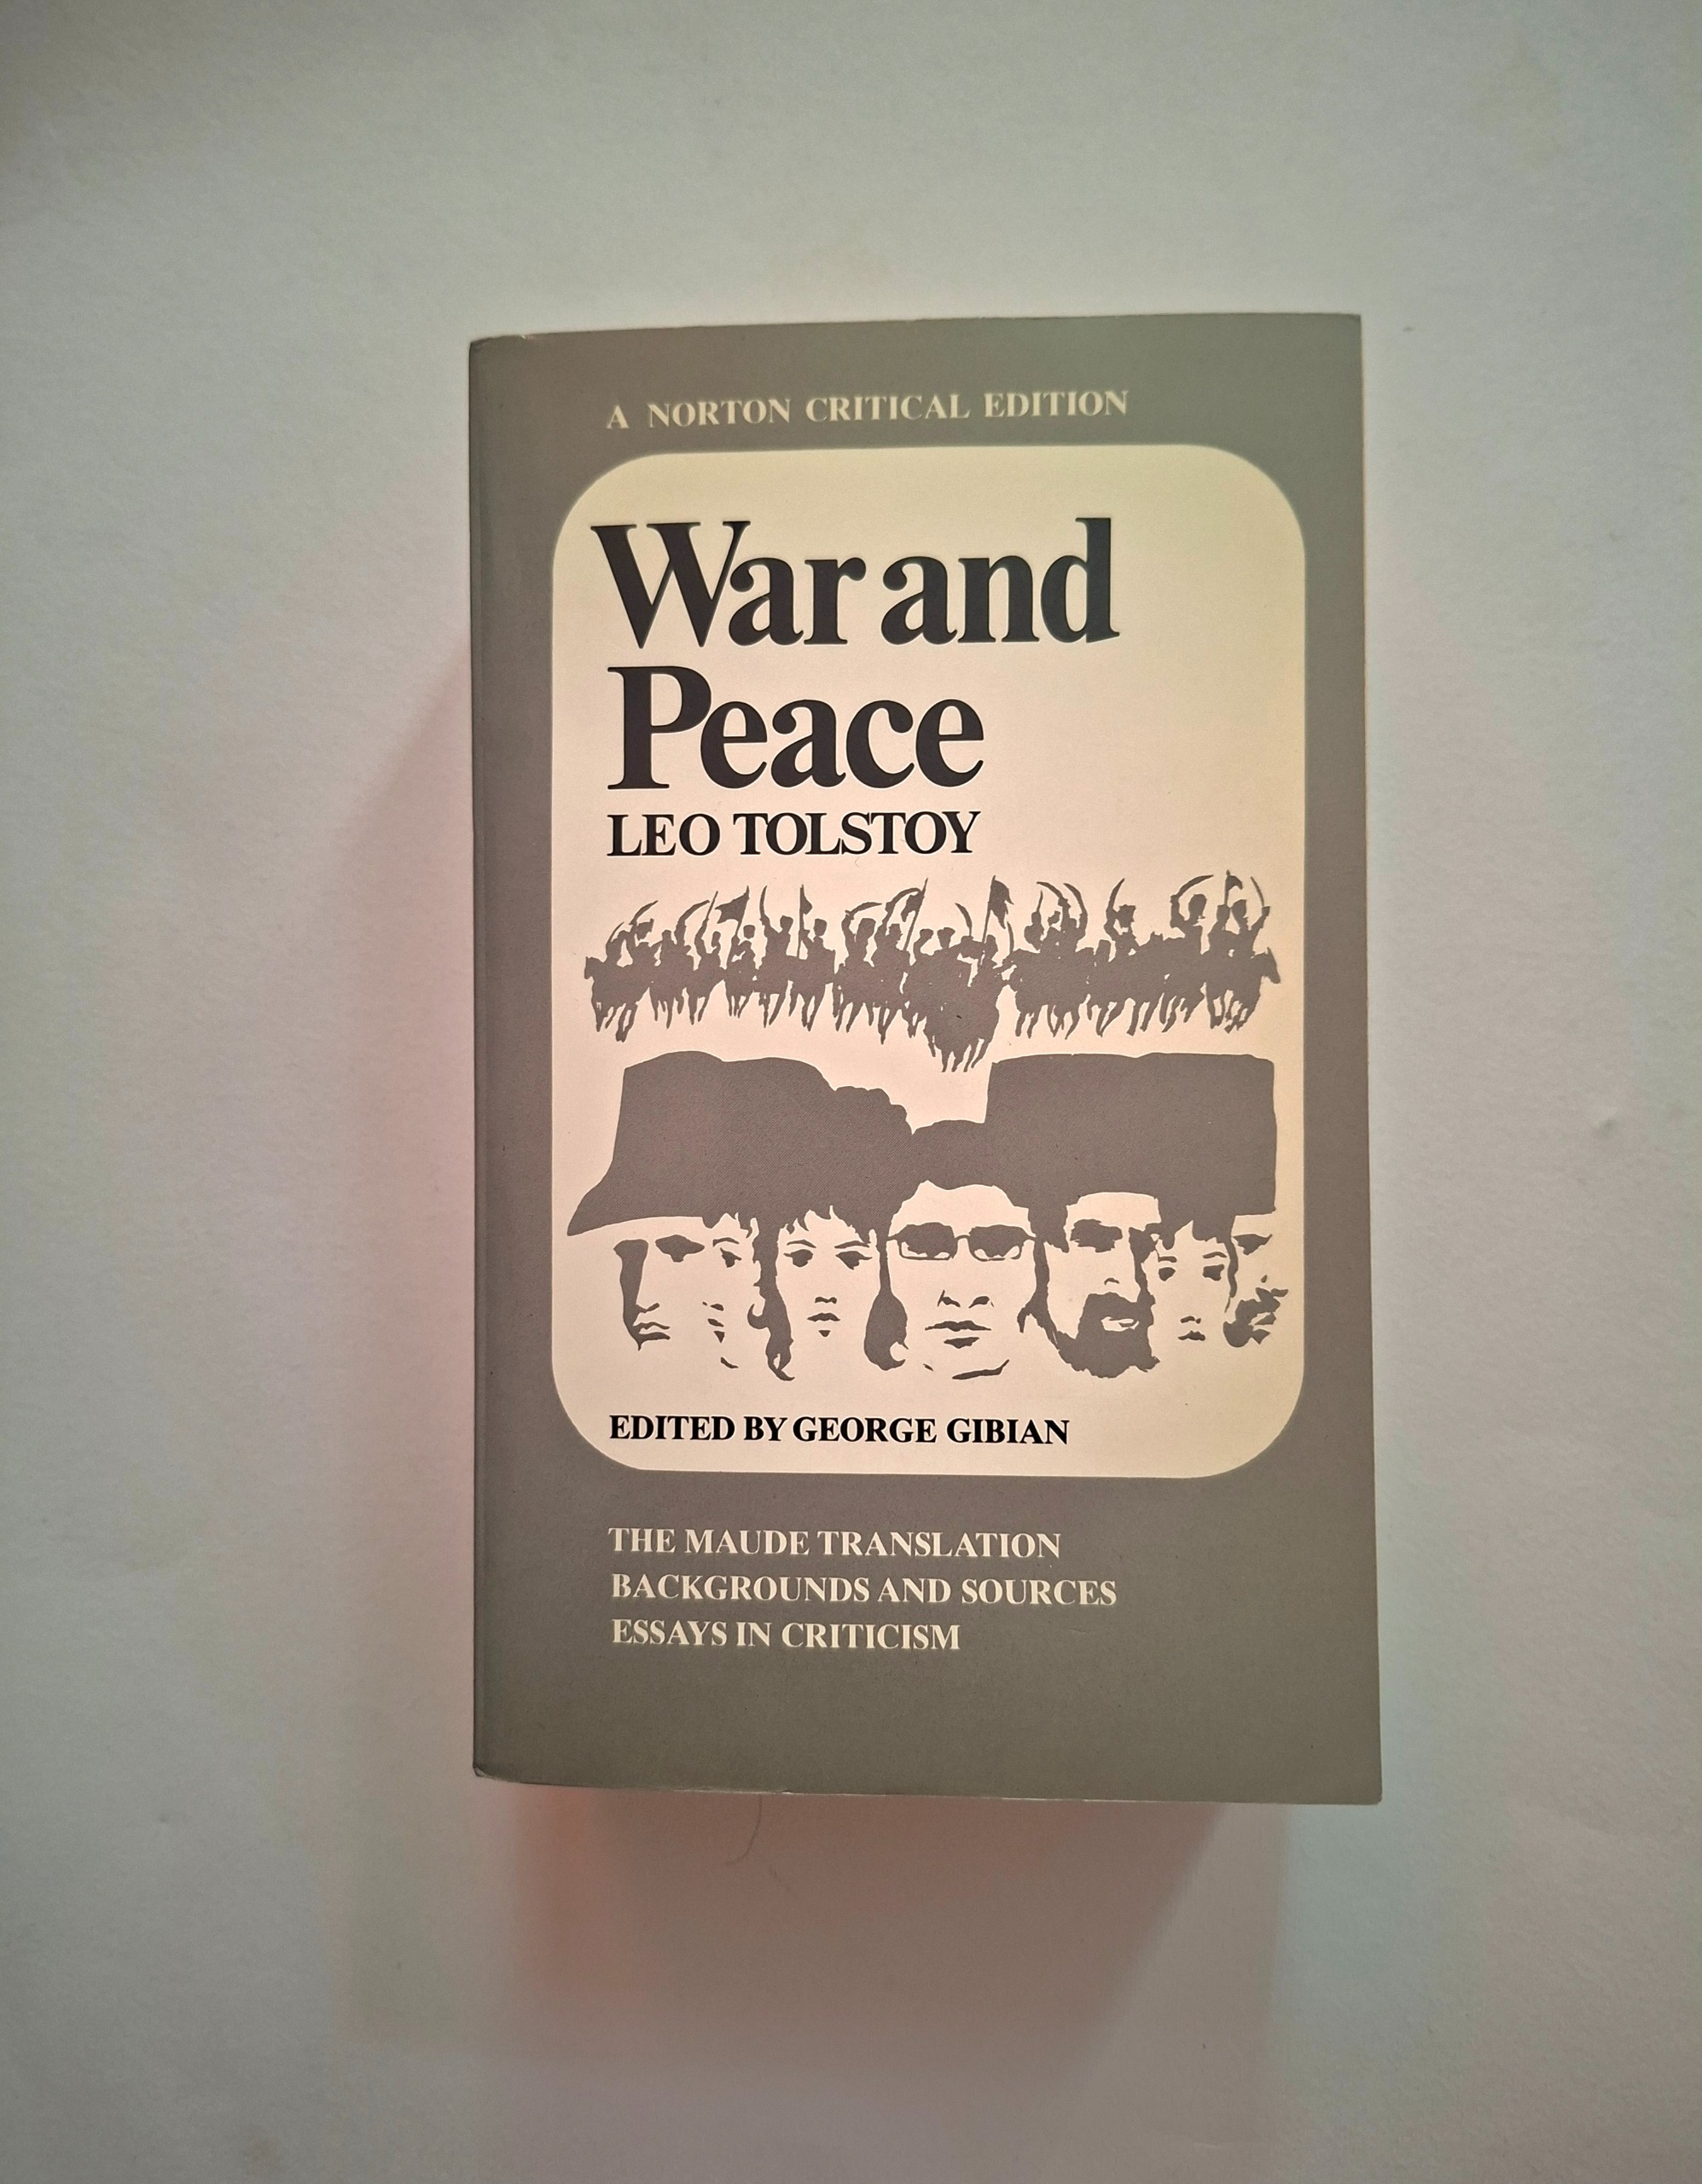 A NORTON CRITICAL EDITION
War and
Peace
LEO TOLSTOY
EDITED BY GEORGE GIBIAN
THE MAUDE TRANSLATION
BACKGROUNDS AND SOURCES
ESSAYS IN CRITICISM